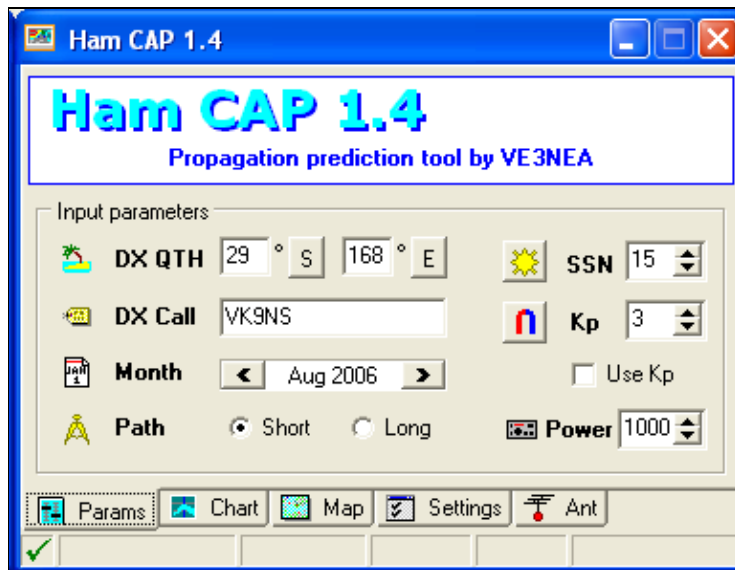 Ham CAP 1.4
Ham CAP 1.4
Propagation prediction tool by VE3NEA
Input parameters
DX QTH 29 ° S 168 ° E SSN 15
DX Call VK9NS Kp 3
Month JAN 1 < Aug 2006 > Use Kp
Path Short Long Power 1000
Params Chart Map Settings Ant